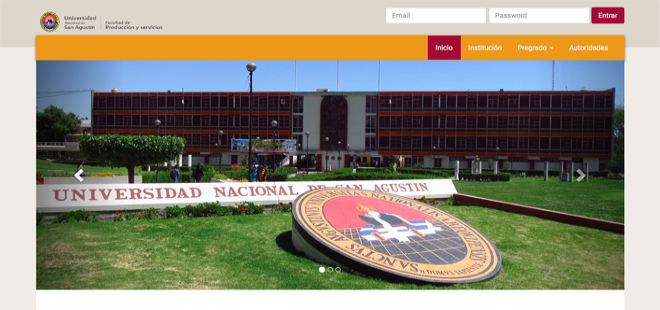 Universidad
Nacional de
San Agustín
Facultad de
Producción y servicios
Email
Password
Entrar
Inicio
Institución
Pregrado
Autoridades
UNIVERSIDAD NACIONAL DE SAN AGUSTIN